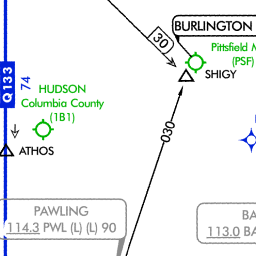 BURLINGTON
30
Pittsfield M
(PSF)
SHIGY
Q133
74
HUDSON
Columbia County
(1B1)
ATHOS
030
PAWLING
114.3 PWL (L) (L) 90
BA
113.0 BA